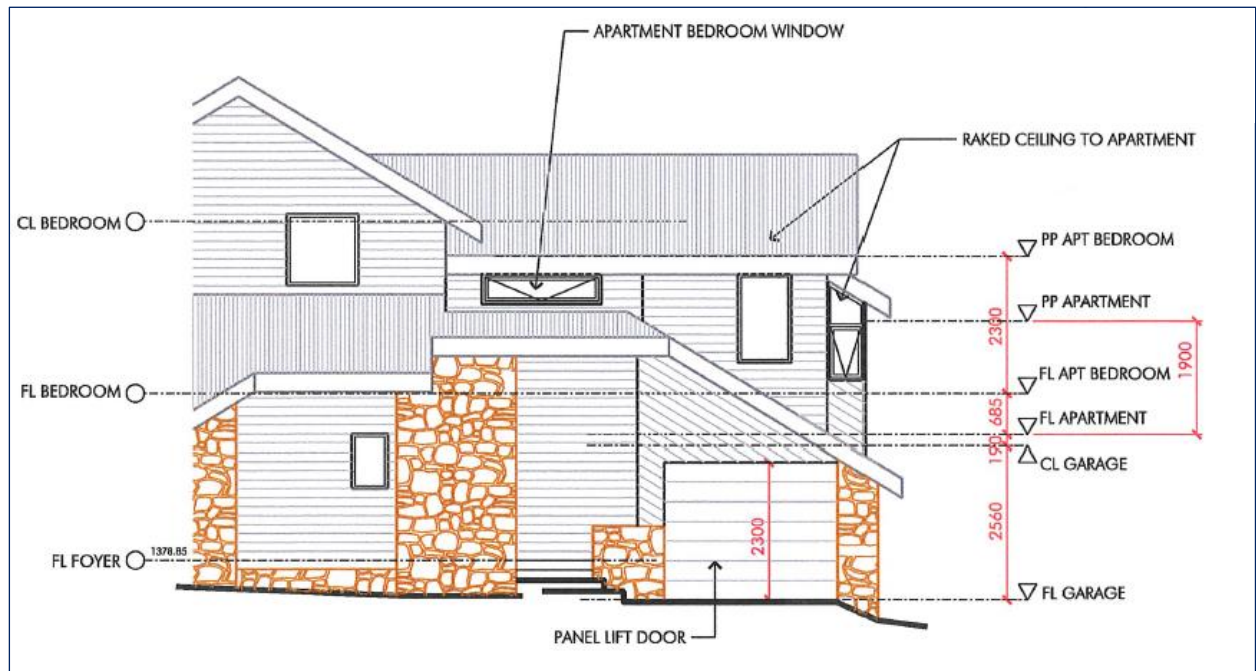 APARTMENT BEDROOM WINDOW
RAKED CEILING TO APARTMENT
CL BEDROOM
PP APT BEDROOM
PP APARTMENT
2300
1900
FL BEDROOM
FL APT BEDROOM
685
FL APARTMENT
190
CL GARAGE
2560
2300
FL FOYER
1378.85
FL GARAGE
PANEL LIFT DOOR